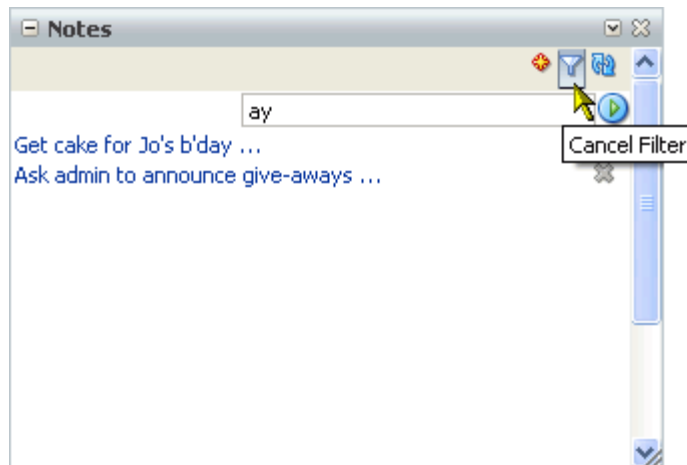 Notes
ay
Get cake for Jo's b'day ...
Cancel Filter
Ask admin to announce give-aways ...